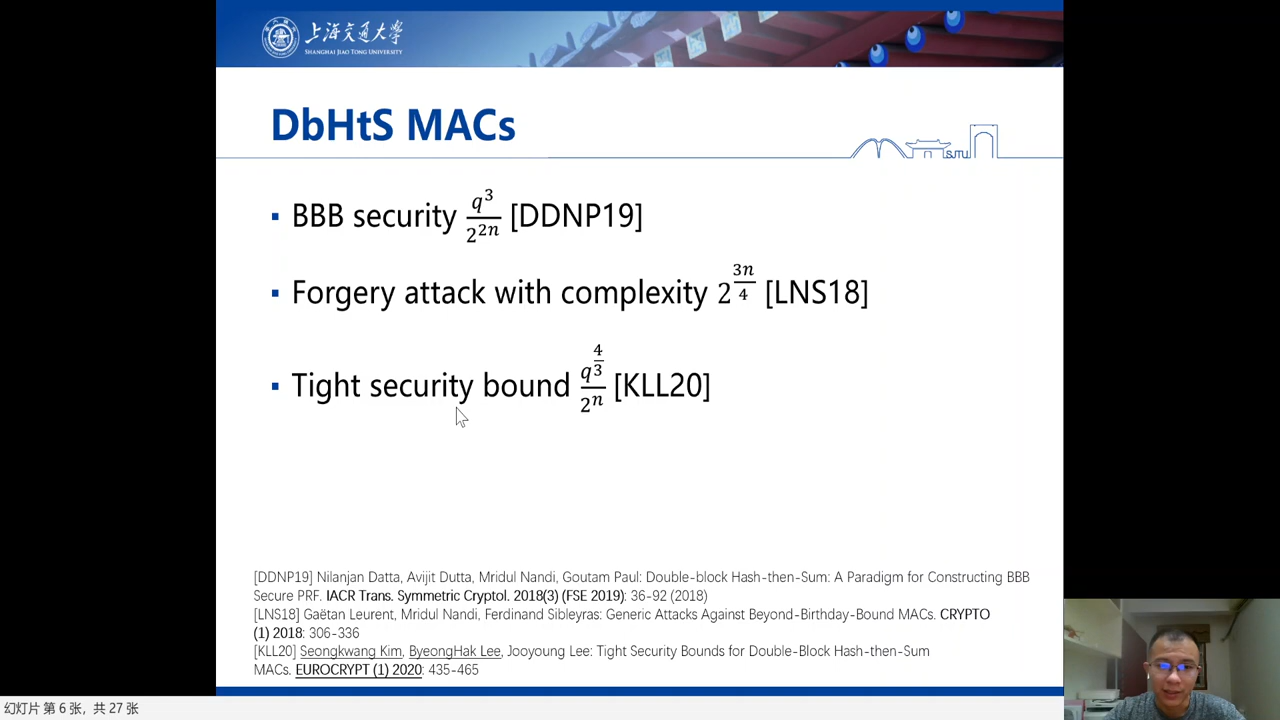 上海交通大学
SHANGHAI JIAO TONG UNIVERSITY
DbHtS MACs
SJTU
▪ BBB security q³/2²ⁿ [DDNP19]
▪ Forgery attack with complexity 2^(3n/4) [LNS18]
▪ Tight security bound q^(4/3)/2ⁿ [KLL20]
[DDNP19] Nilanjan Datta, Avijit Dutta, Mridul Nandi, Goutam Paul: Double-block Hash-then-Sum: A Paradigm for Constructing BBB
Secure PRF. IACR Trans. Symmetric Cryptol. 2018(3) (FSE 2019): 36-92 (2018)
[LNS18] Gaëtan Leurent, Mridul Nandi, Ferdinand Sibleyras: Generic Attacks Against Beyond-Birthday-Bound MACs. CRYPTO
(1) 2018: 306-336
[KLL20] Seongkwang Kim, ByeongHak Lee, Jooyoung Lee: Tight Security Bounds for Double-Block Hash-then-Sum
MACs. EUROCRYPT (1) 2020: 435-465
幻灯片 第 6 张，共 27 张